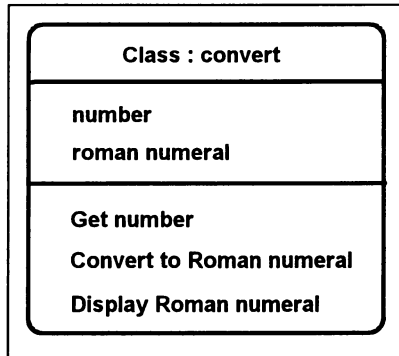 Class : convert
number
roman numeral
Get number
Convert to Roman numeral
Display Roman numeral